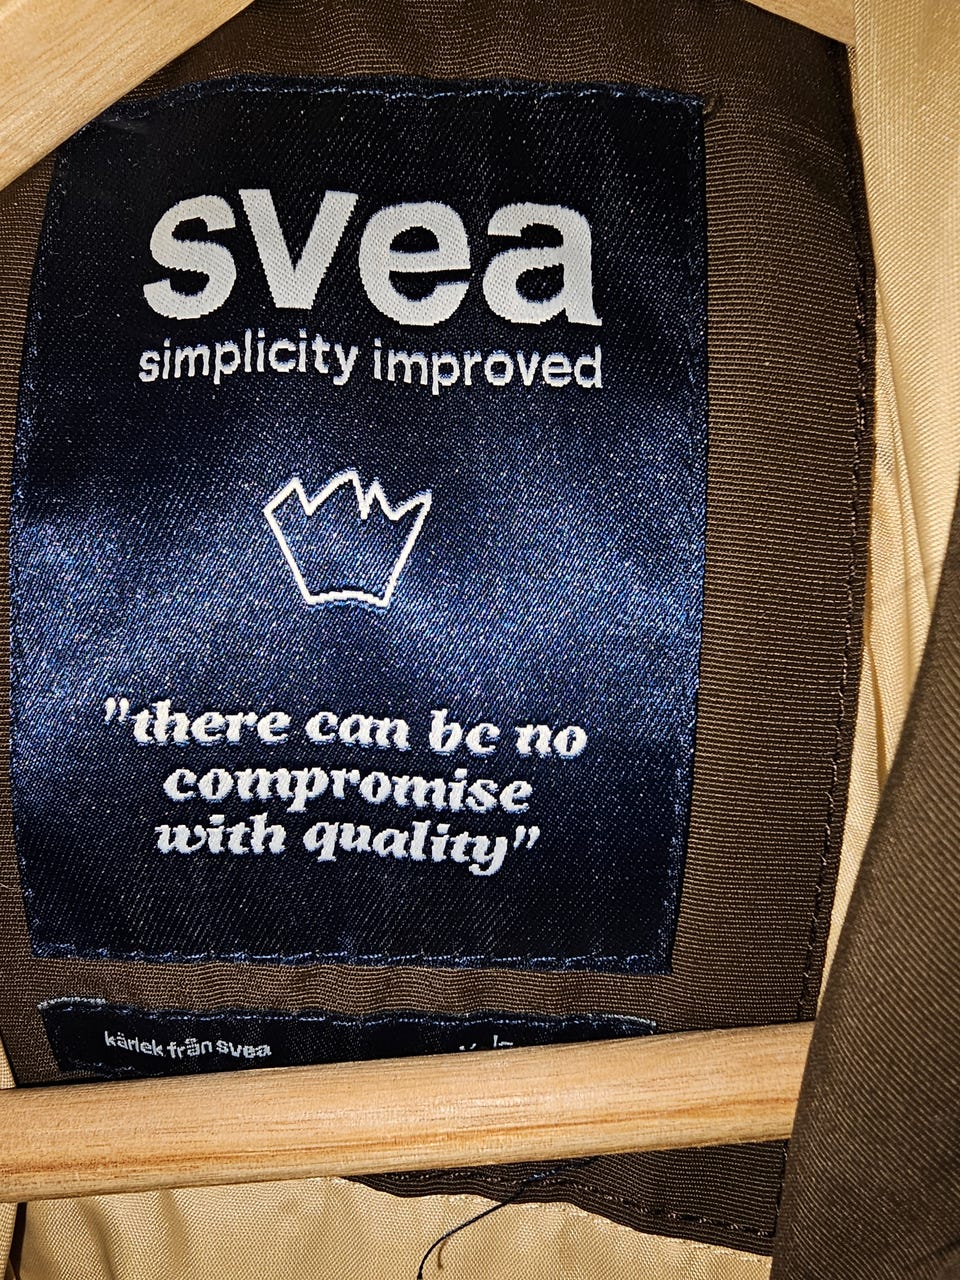 svea
simplicity improved
"there can be no
compromise
with quality"
kärlek från svea